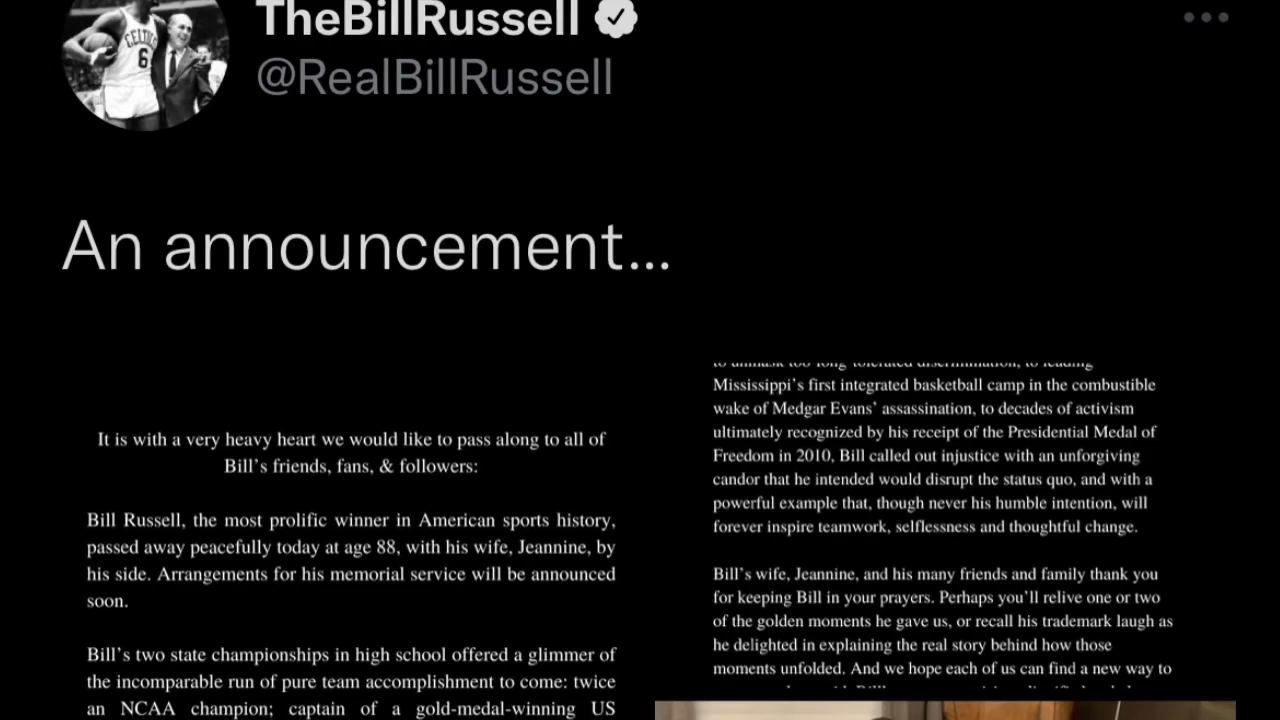 TheBillRussell
@RealBillRussell
An announcement...
It is with a very heavy heart we would like to pass along to all of
Bill's friends, fans, & followers:
Bill Russell, the most prolific winner in American sports history,
passed away peacefully today at age 88, with his wife, Jeannine, by
his side. Arrangements for his memorial service will be announced
soon.
Bill's two state championships in high school offered a glimmer of
the incomparable run of pure team accomplishment to come: twice
an NCAA champion; captain of a gold-medal-winning US
to unmask too long tolerated discrimination, to leading
Mississippi's first integrated basketball camp in the combustible
wake of Medgar Evans' assassination, to decades of activism
ultimately recognized by his receipt of the Presidential Medal of
Freedom in 2010, Bill called out injustice with an unforgiving
candor that he intended would disrupt the status quo, and with a
powerful example that, though never his humble intention, will
forever inspire teamwork, selflessness and thoughtful change.
Bill's wife, Jeannine, and his many friends and family thank you
for keeping Bill in your prayers. Perhaps you'll relive one or two
of the golden moments he gave us, or recall his trademark laugh as
he delighted in explaining the real story behind how those
moments unfolded. And we hope each of us can find a new way to
CELTICS
6